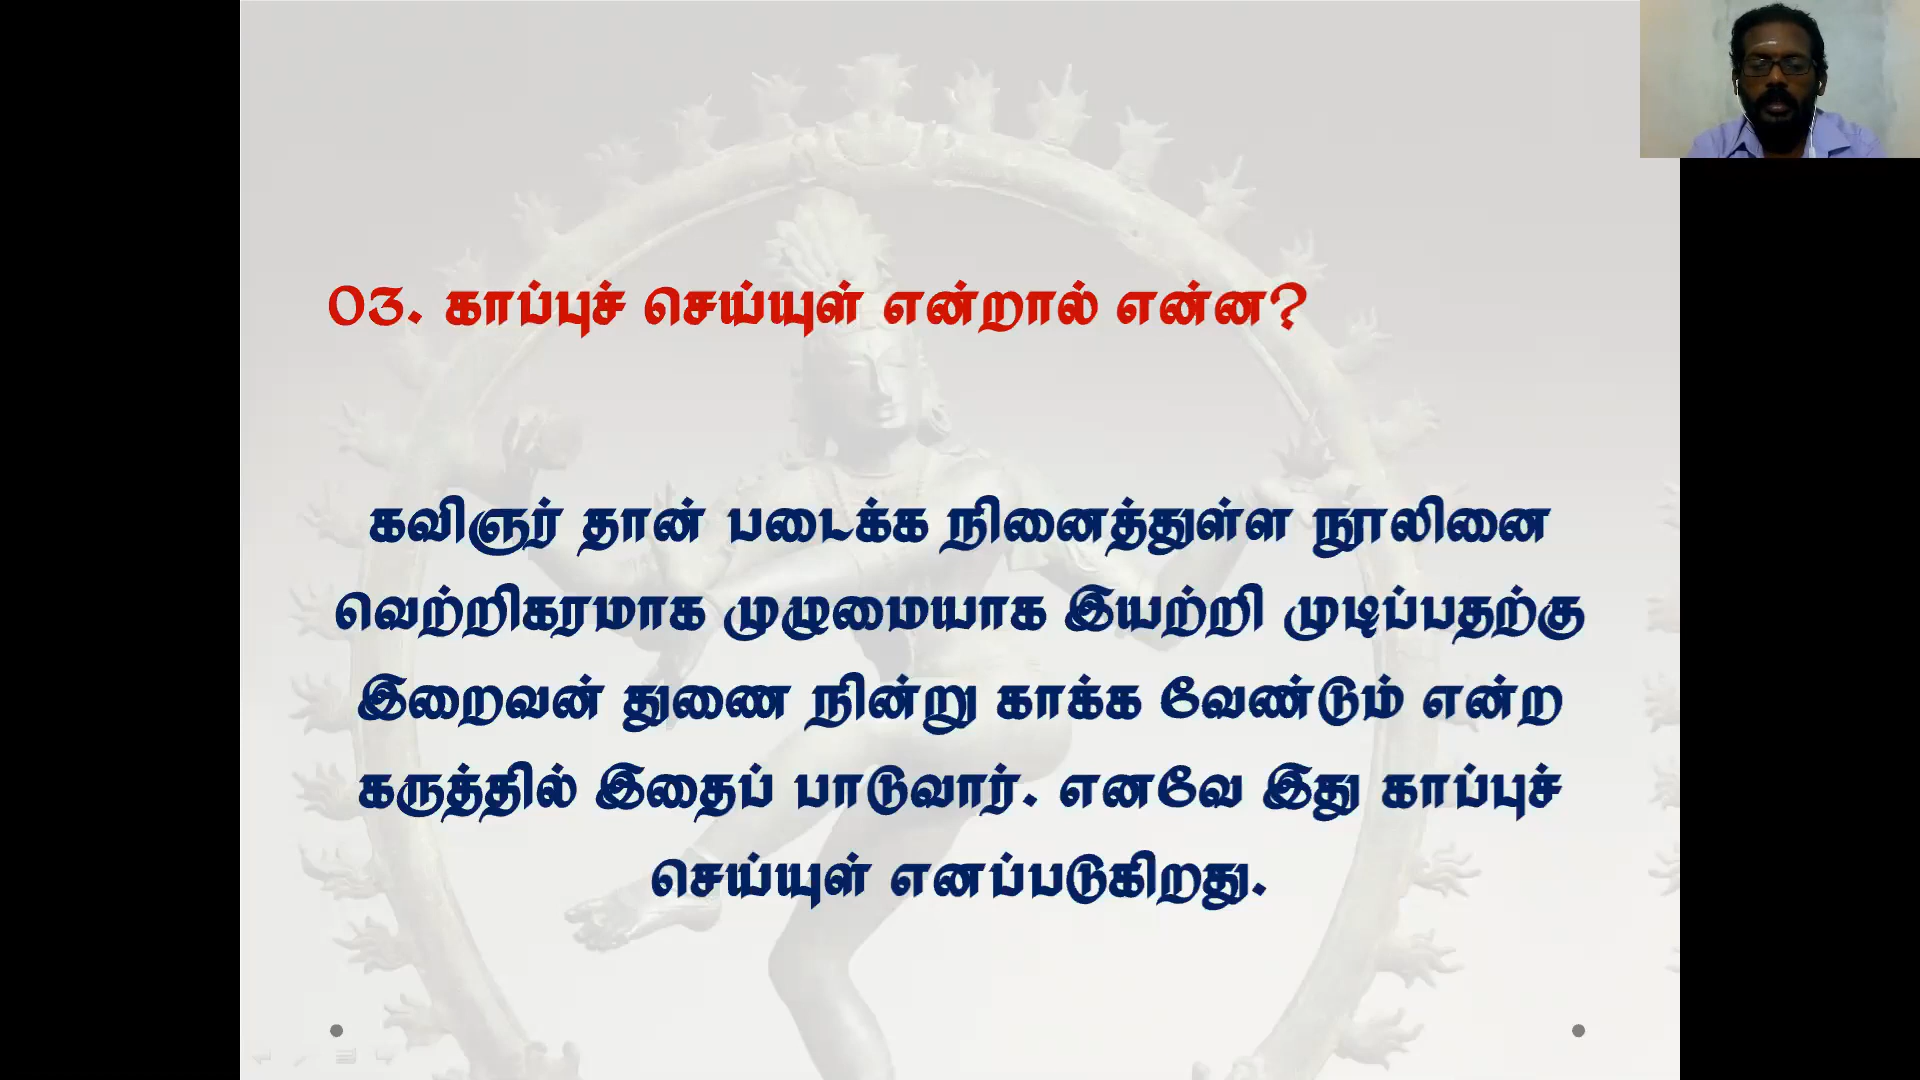 03. காப்புச் செய்யுள் என்றால் என்ன?
கவிஞர் தான் படைக்க நினைத்துள்ள நூலினை
வெற்றிகரமாக முழுமையாக இயற்றி முடிப்பதற்கு
இறைவன் துணை நின்று காக்க வேண்டும் என்ற
கருத்தில் இதைப் பாடுவார். எனவே இது காப்புச்
செய்யுள் எனப்படுகிறது.